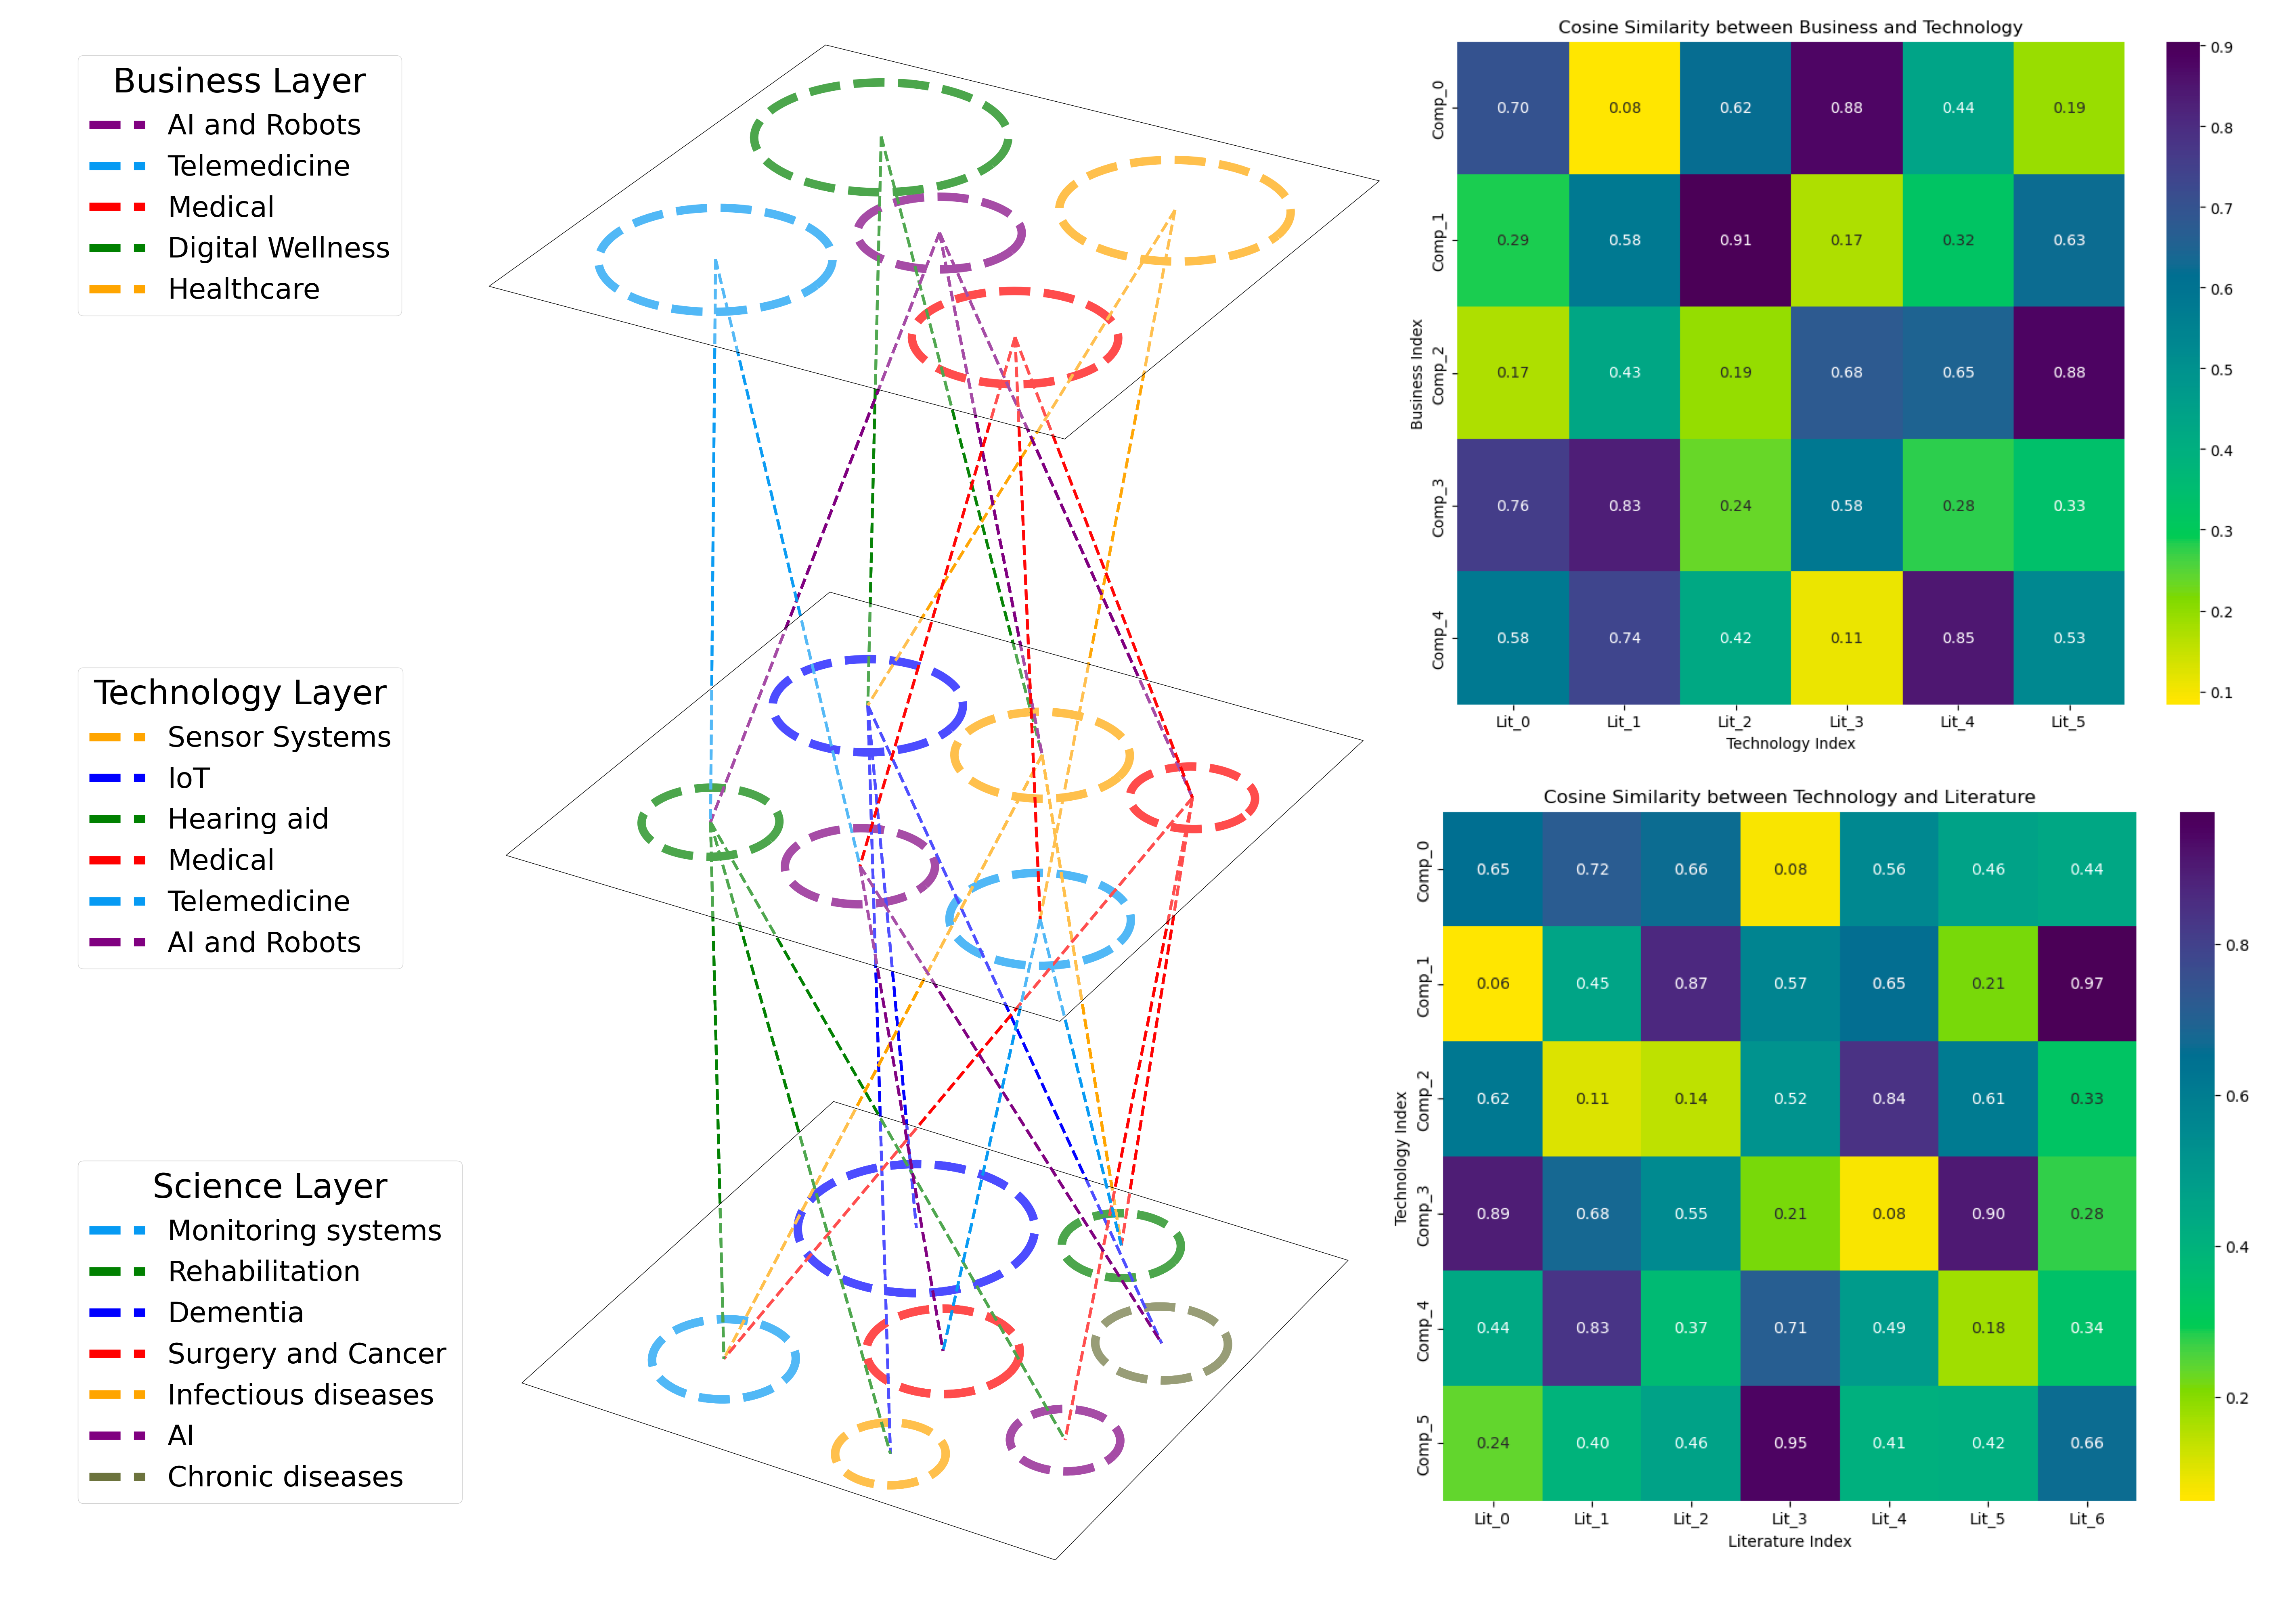 Business Layer
AI and Robots
Telemedicine
Medical
Digital Wellness
Healthcare
Technology Layer
Sensor Systems
IoT
Hearing aid
Medical
Telemedicine
AI and Robots
Science Layer
Monitoring systems
Rehabilitation
Dementia
Surgery and Cancer
Infectious diseases
AI
Chronic diseases
Cosine Similarity between Business and Technology
Business Index
Comp_0 0.70 0.08 0.62 0.88 0.44 0.19
Comp_1 0.29 0.58 0.91 0.17 0.32 0.63
Comp_2 0.17 0.43 0.19 0.68 0.65 0.88
Comp_3 0.76 0.83 0.24 0.58 0.28 0.33
Comp_4 0.58 0.74 0.42 0.11 0.85 0.53
Lit_0 Lit_1 Lit_2 Lit_3 Lit_4 Lit_5
Technology Index
0.9
0.8
0.7
0.6
0.5
0.4
0.3
0.2
0.1
Cosine Similarity between Technology and Literature
Technology Index
Comp_0 0.65 0.72 0.66 0.08 0.56 0.46 0.44
Comp_1 0.06 0.45 0.87 0.57 0.65 0.21 0.97
Comp_2 0.62 0.11 0.14 0.52 0.84 0.61 0.33
Comp_3 0.89 0.68 0.55 0.21 0.08 0.90 0.28
Comp_4 0.44 0.83 0.37 0.71 0.49 0.18 0.34
Comp_5 0.24 0.40 0.46 0.95 0.41 0.42 0.66
Lit_0 Lit_1 Lit_2 Lit_3 Lit_4 Lit_5 Lit_6
Literature Index
0.8
0.6
0.4
0.2